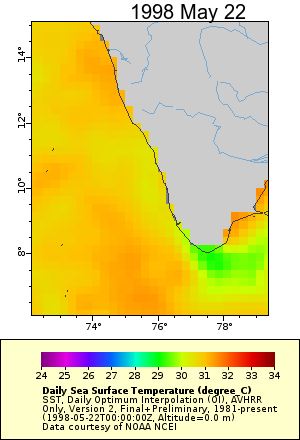 1998 May 22
14°
12°
10°
8°
74°
76°
78°
24 25 26 27 28 29 30 31 32 33 34
Daily Sea Surface Temperature (degree_C)
SST, Daily Optimum Interpolation (OI), AVHRR
Only, Version 2, Final+Preliminary, 1981-present
(1998-05-22T00:00:00Z, Altitude=0.0 m)
Data courtesy of NOAA NCEI